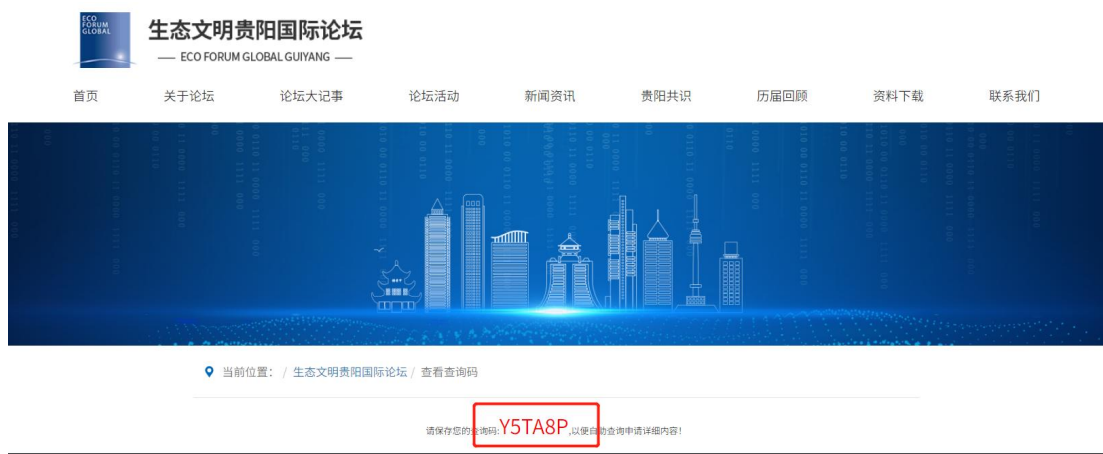 ECO
FORUM
GLOBAL
生态文明贵阳国际论坛
ECO FORUM GLOBAL GUIYANG
首页 关于论坛 论坛大记事 论坛活动 新闻资讯 贵阳共识 历届回顾 资料下载 联系我们
当前位置： / 生态文明贵阳国际论坛 / 查看查询码
请保存您的查询码: Y5TA8P ,以便自助查询申请详细内容！